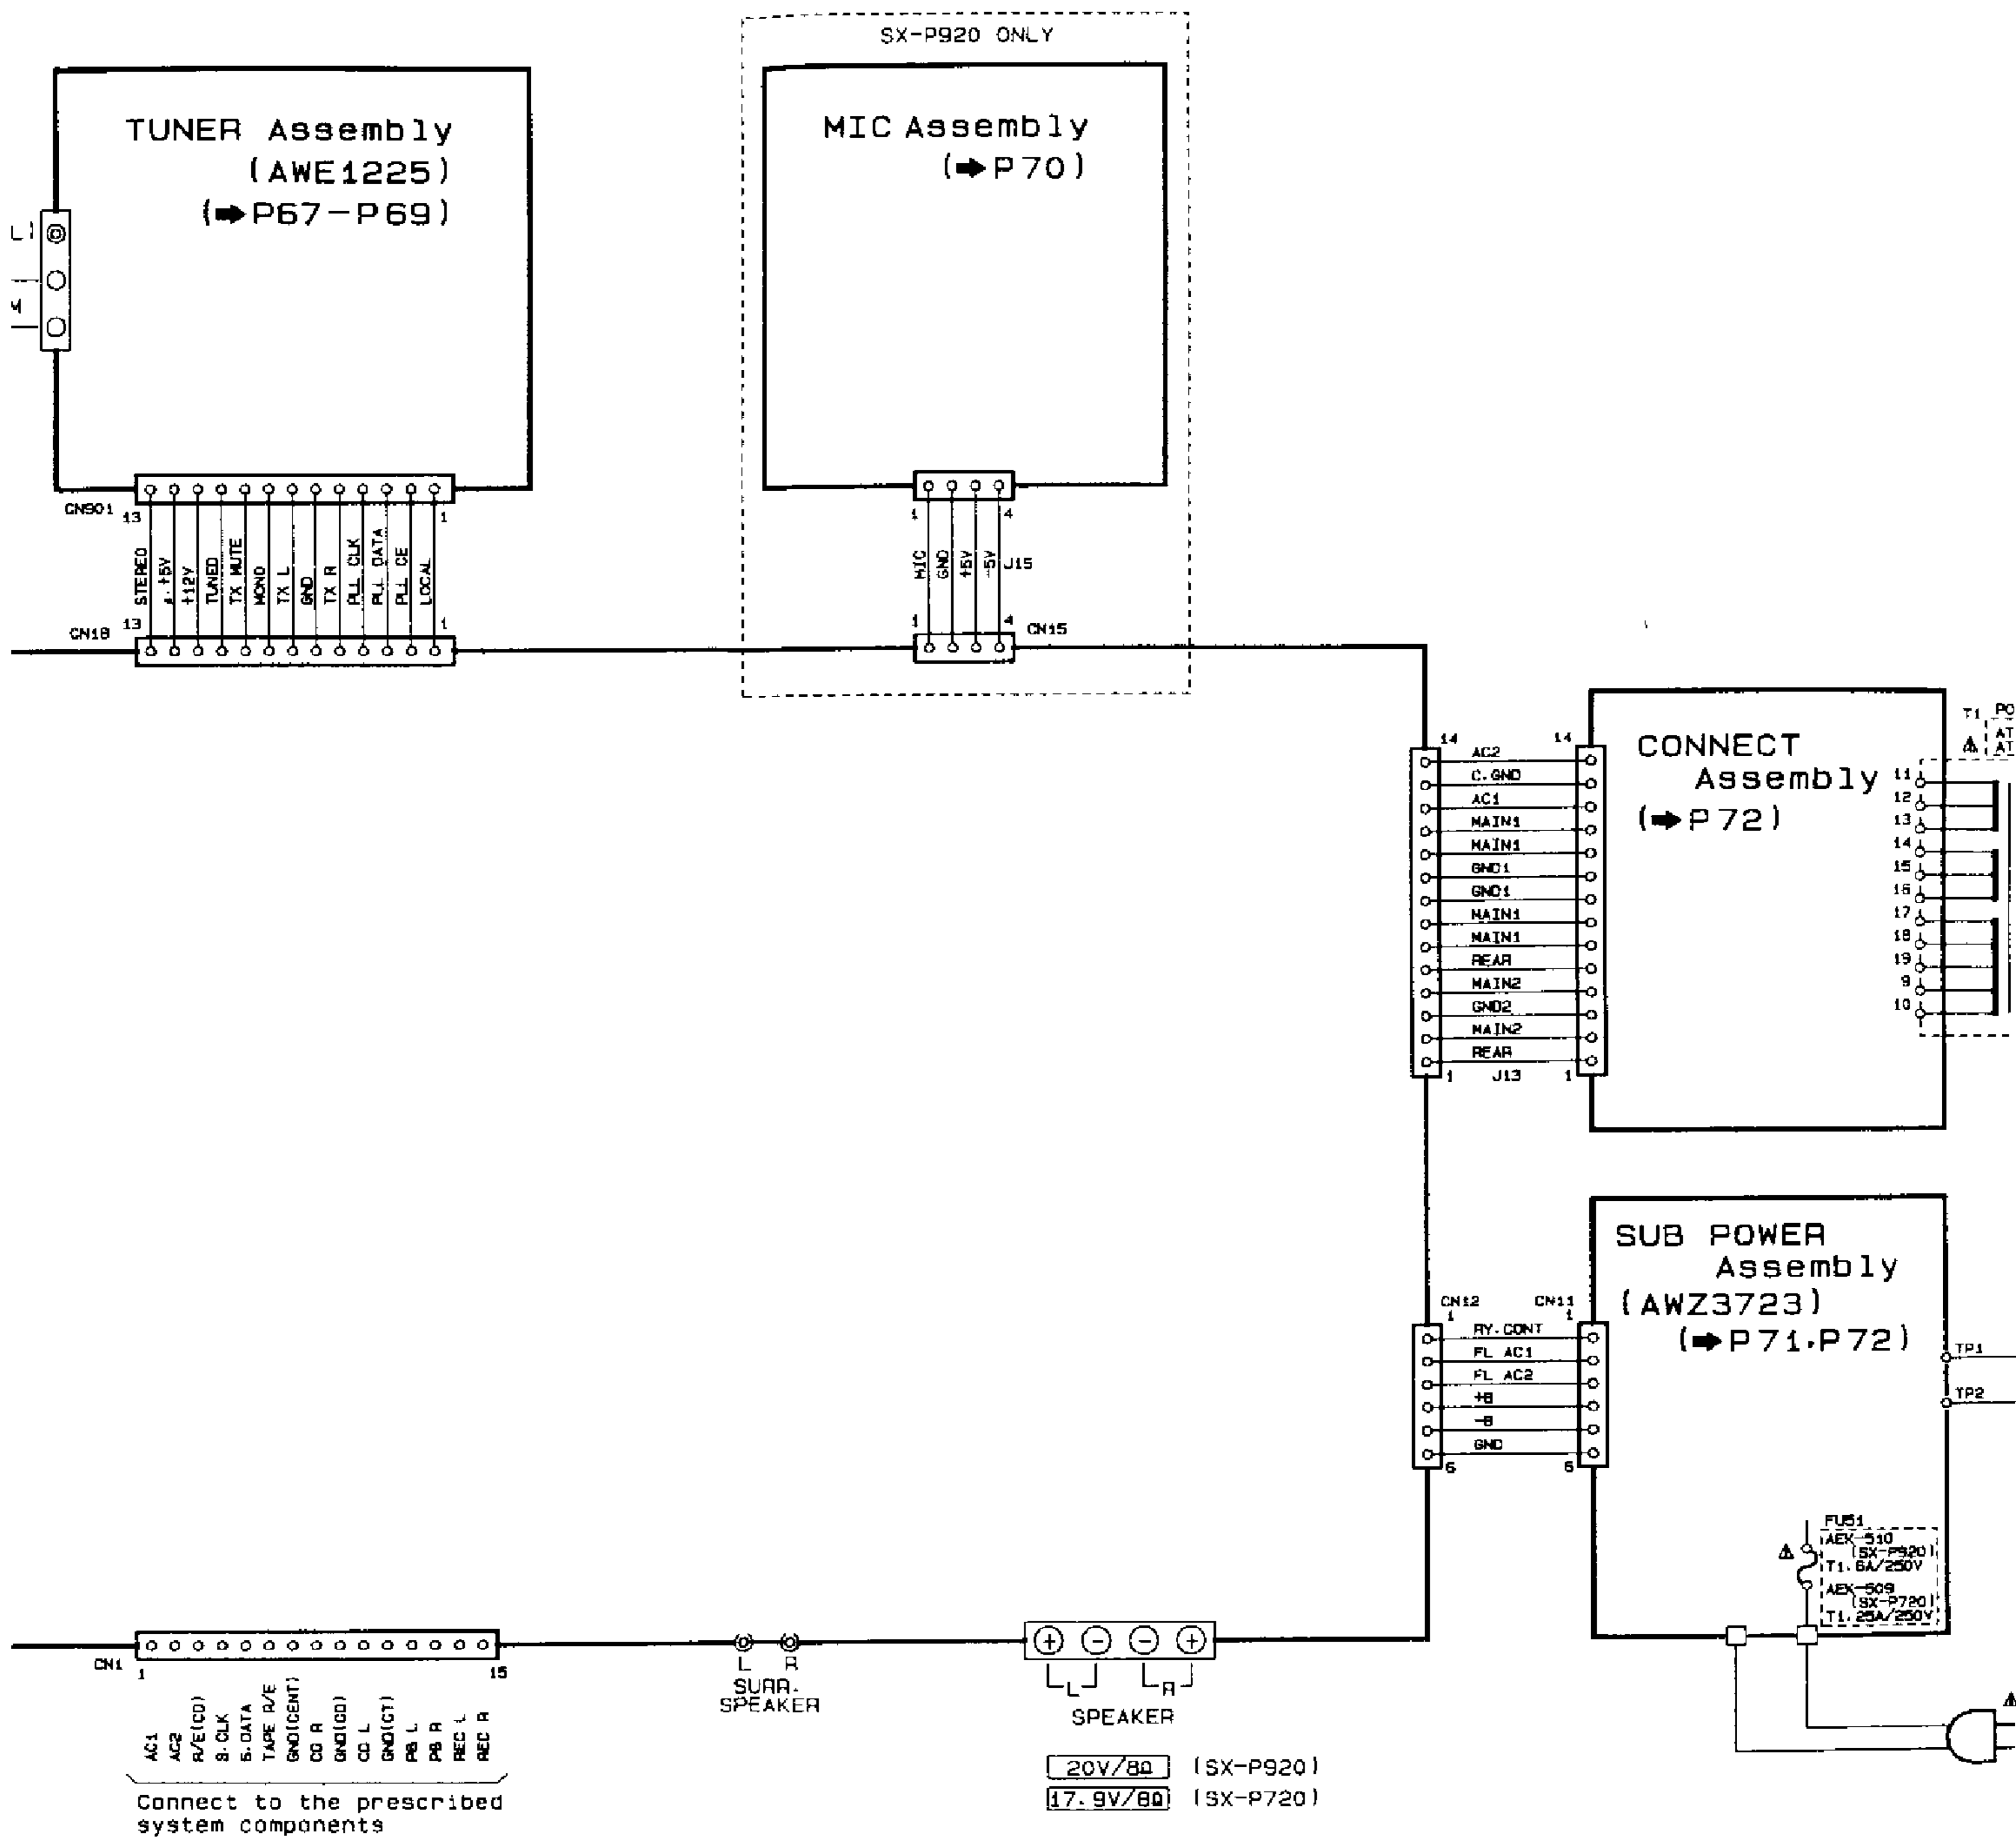 SX-P920 ONLY
TUNER Assembly
(AWE1225)
(➡P67-P69)
MIC Assembly
(➡P70)
CN901
13
1
STEREO
+12V
TUNED
TX MUTE
MONO
TX L
GND
TX R
PLL CLK
PLL DATA
PLL CE
LOCAL
CN18
13
1
1
4
MIC
GND
+5V
-5V
J15
1
4
CN15
14
14
AC2
C.GND
AC1
MAIN1
MAIN1
GND1
GND1
MAIN1
MAIN1
REAR
MAIN2
GND2
MAIN2
REAR
1
J13
1
CONNECT
Assembly
(➡P72)
T1
PO
AT
AT
11
12
13
14
15
16
17
18
19
9
10
SUB POWER
Assembly
(AWZ3723)
(➡P71,P72)
CN12
CN11
1
1
RY.CONT
FL AC1
FL AC2
+B
-B
GND
6
6
TP1
TP2
FU51
AEK-510
(SX-P920)
T1.6A/250V
AEK-509
(SX-P720)
T1.25A/250V
CN1
1
15
AC1
AC2
R/E(CD)
S.CLK
S.DATA
TAPE R/E
GND(CENT)
CD R
GND(CD)
CD L
GND(CT)
PB L
PB R
REC L
REC R
Connect to the prescribed
system components
L
R
SURR.
SPEAKER
+ - - +
L
R
SPEAKER
20V/8Ω (SX-P920)
17.9V/8Ω (SX-P720)